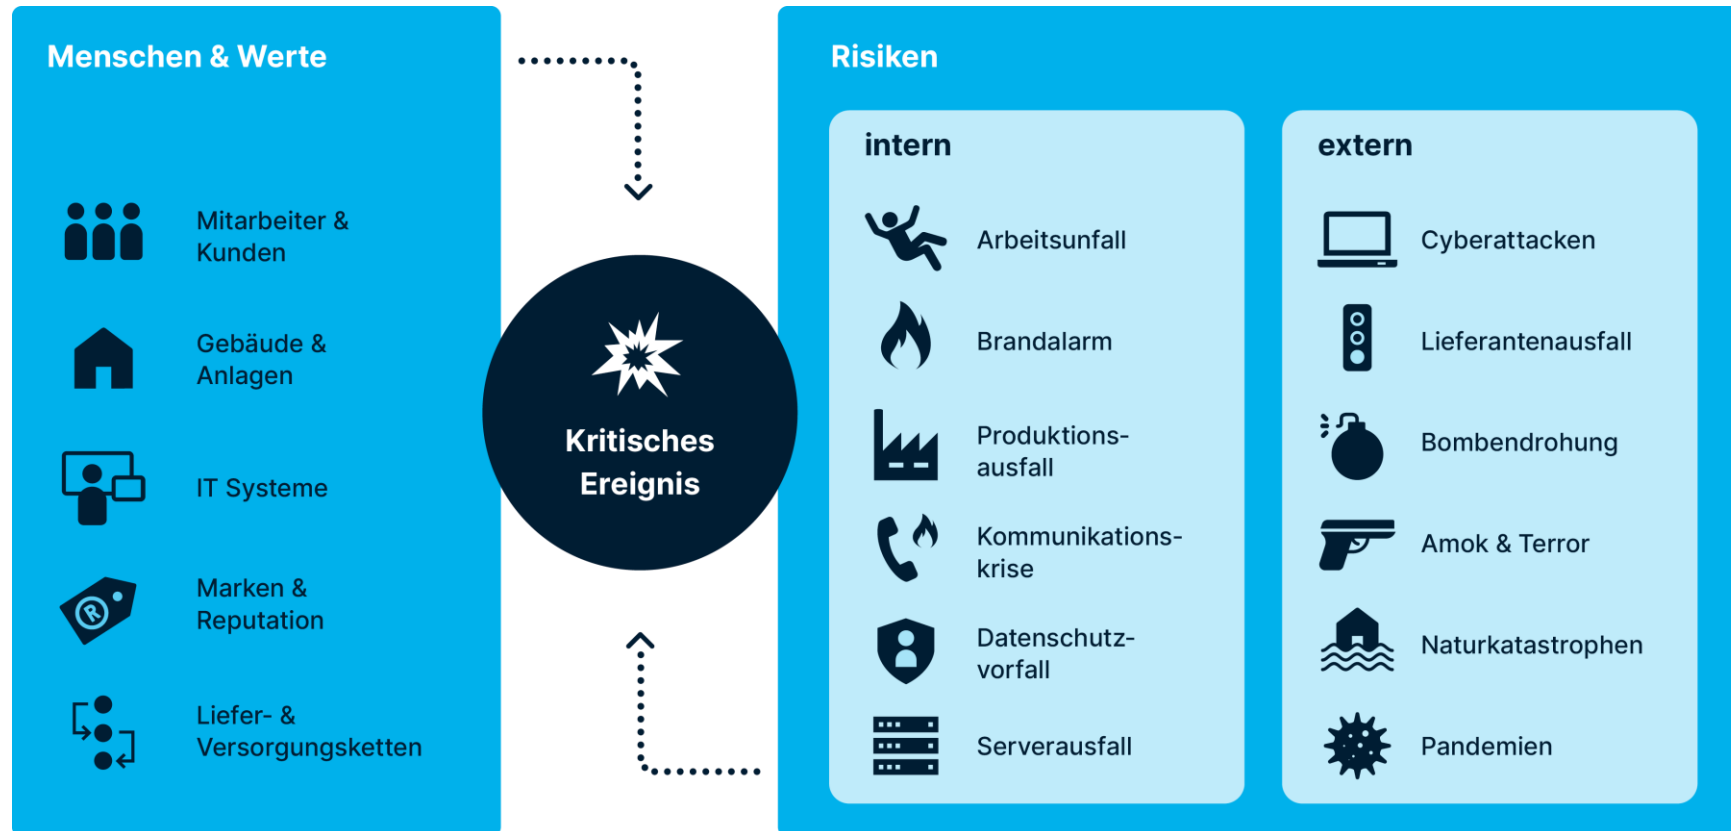 Menschen & Werte
Mitarbeiter &
Kunden
Gebäude &
Anlagen
IT Systeme
Marken &
Reputation
R
Liefer- &
Versorgungsketten
Kritisches
Ereignis
Risiken
intern
Arbeitsunfall
Brandalarm
Produktions-
ausfall
Kommunikations-
krise
Datenschutz-
vorfall
Serverausfall
extern
Cyberattacken
Lieferantenausfall
Bombendrohung
Amok & Terror
Naturkatastrophen
Pandemien